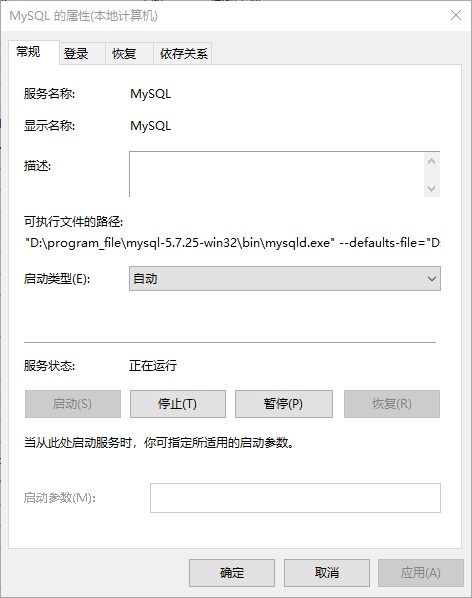 MySQL 的属性(本地计算机)
常规 登录 恢复 依存关系
服务名称: MySQL
显示名称: MySQL
描述:
可执行文件的路径:
"D:\program_file\mysql-5.7.25-win32\bin\mysqld.exe" --defaults-file="D:
启动类型(E): 自动
服务状态: 正在运行
启动(S) 停止(T) 暂停(P) 恢复(R)
当从此处启动服务时，你可指定所适用的启动参数。
启动参数(M):
确定 取消 应用(A)